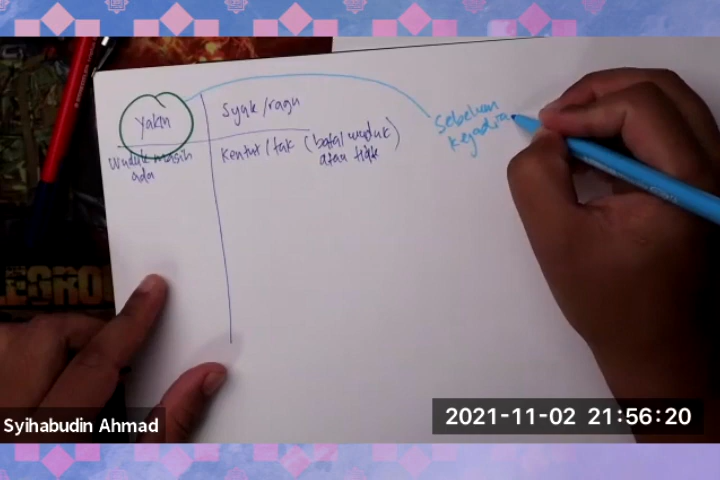 Yakin
Syak / ragu
Wuduk masih
ada
Kentut / tak (batal wuduk
atau tidak)
Sebelum
kejadia
Syihabudin Ahmad
2021-11-02 21:56:20